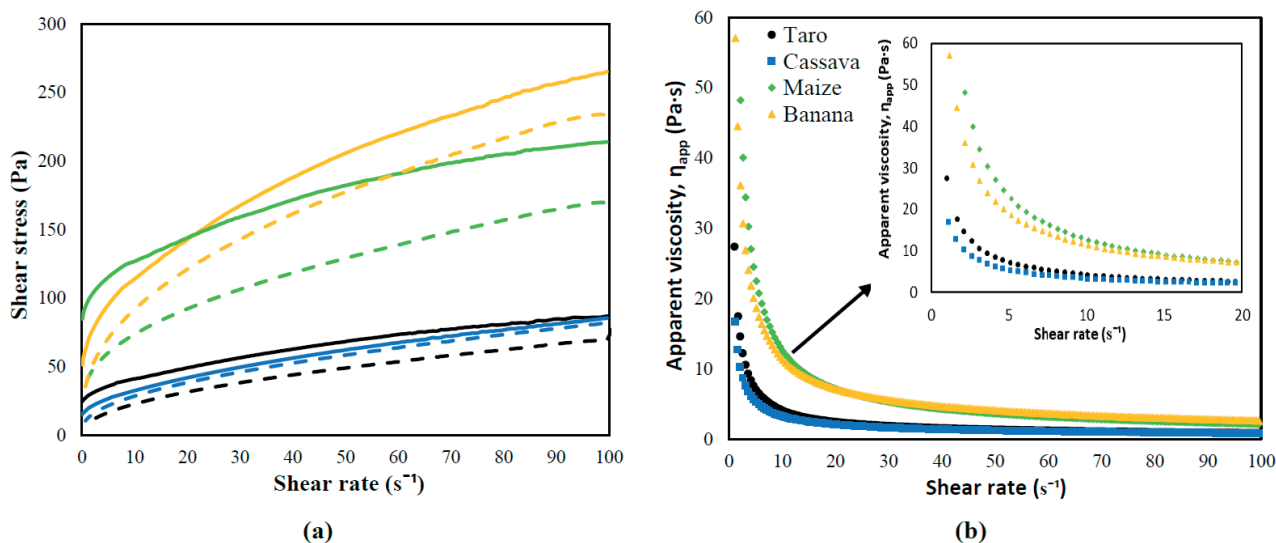 300
250
200
150
100
50
0
Shear stress (Pa)
0 10 20 30 40 50 60 70 80 90 100
Shear rate (s⁻¹)
(a)
60
50
40
30
20
10
0
Apparent viscosity, ηapp (Pa·s)
Taro
Cassava
Maize
Banana
60
50
40
30
20
10
0
Apparent viscosity, ηapp (Pa·s)
0 5 10 15 20
Shear rate (s⁻¹)
0 10 20 30 40 50 60 70 80 90 100
Shear rate (s⁻¹)
(b)